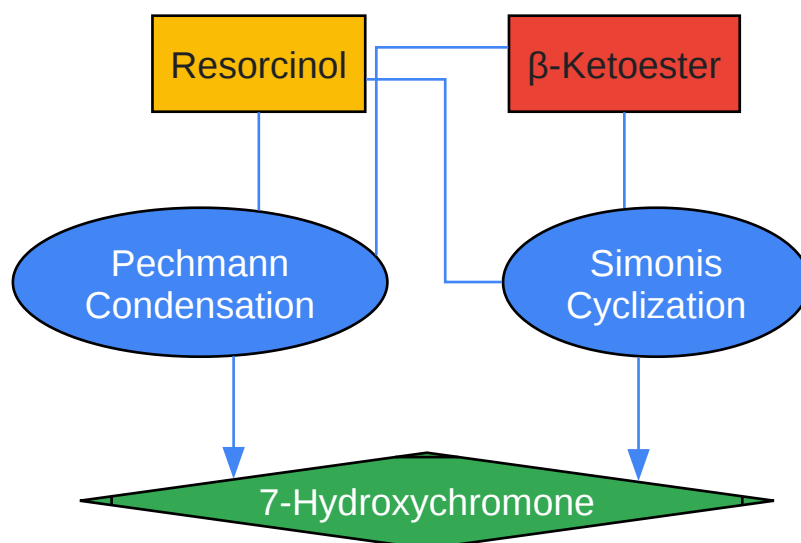 Resorcinol
β-Ketoester
Pechmann
Condensation
Simonis
Cyclization
7-Hydroxychromone